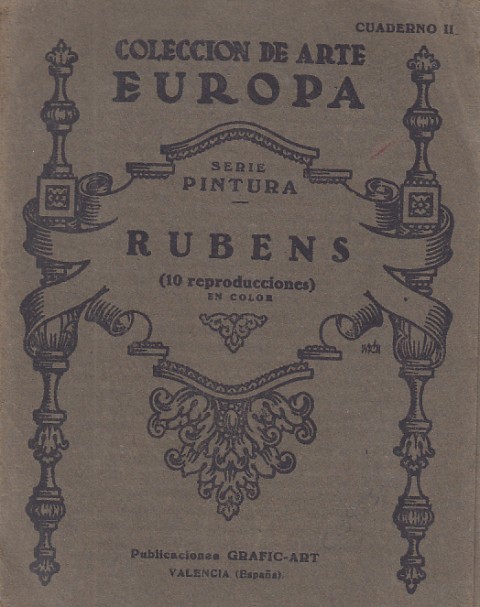 CUADERNO II
COLECCION DE ARTE
EUROPA
SERIE
PINTURA
RUBENS
(10 reproducciones)
EN COLOR
Publicaciones GRAFIC-ART
VALENCIA (España)